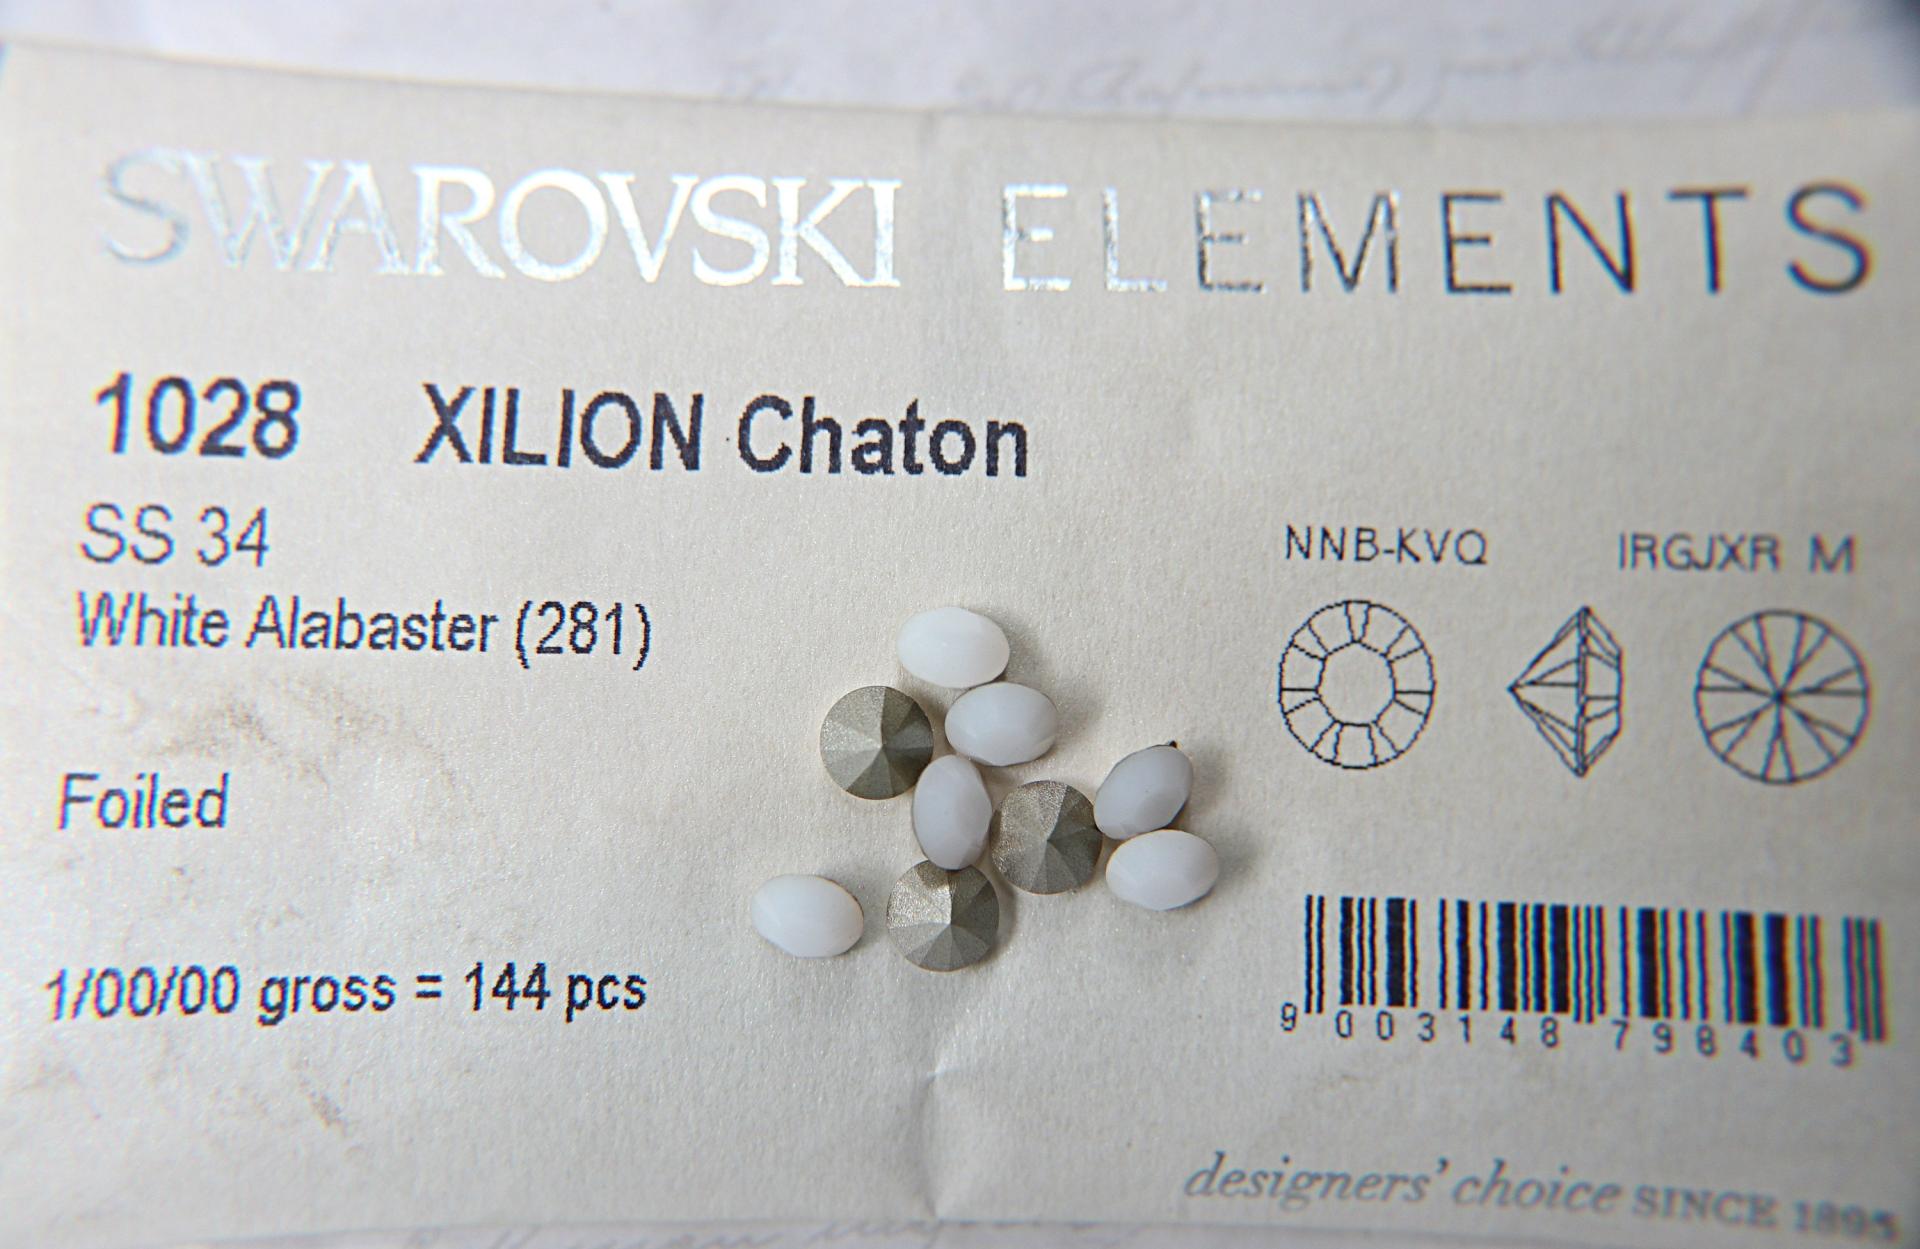 SWAROVSKI ELEMENTS
1028 XILION Chaton
SS 34
White Alabaster (281)
NNB-KVQ IRGJXR M
Foiled
1/00/00 gross = 144 pcs
9 003148 798403
designers' choice SINCE 1895